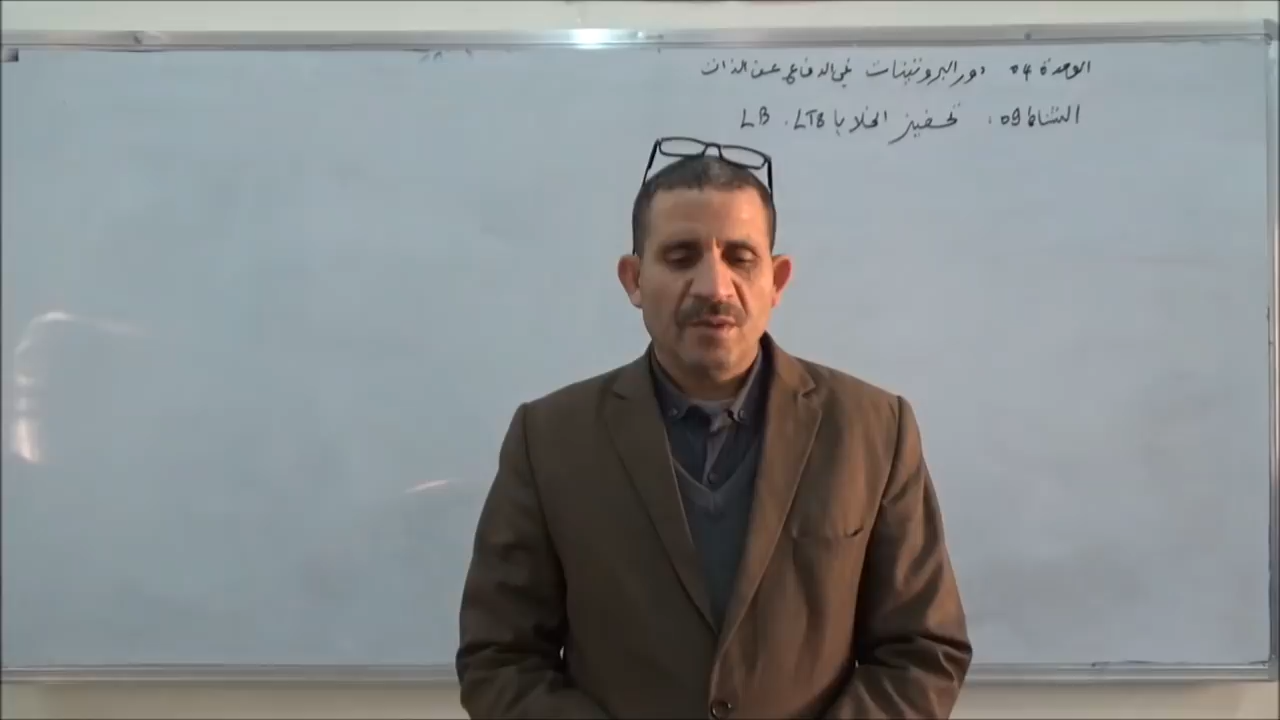 الوحدة 04 دور البروتينات في الدفاع عن الذات
النشاط 09: تحفيز الخلايا LB . LT8